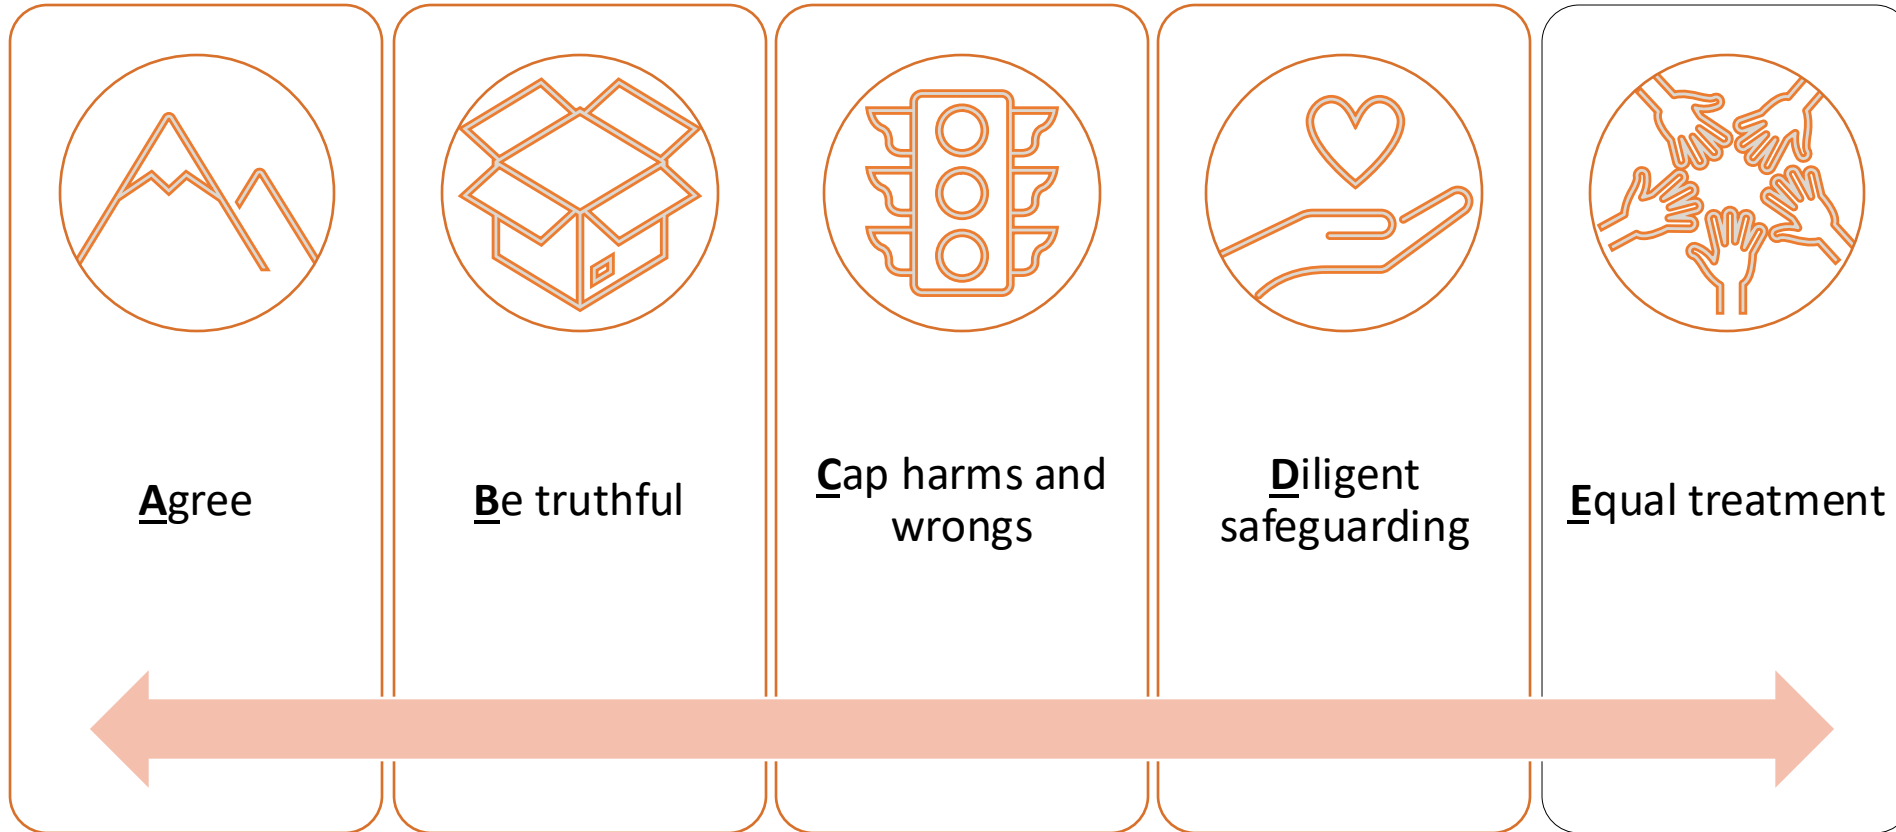 Agree
Be truthful
Cap harms and
wrongs
Diligent
safeguarding
Equal treatment